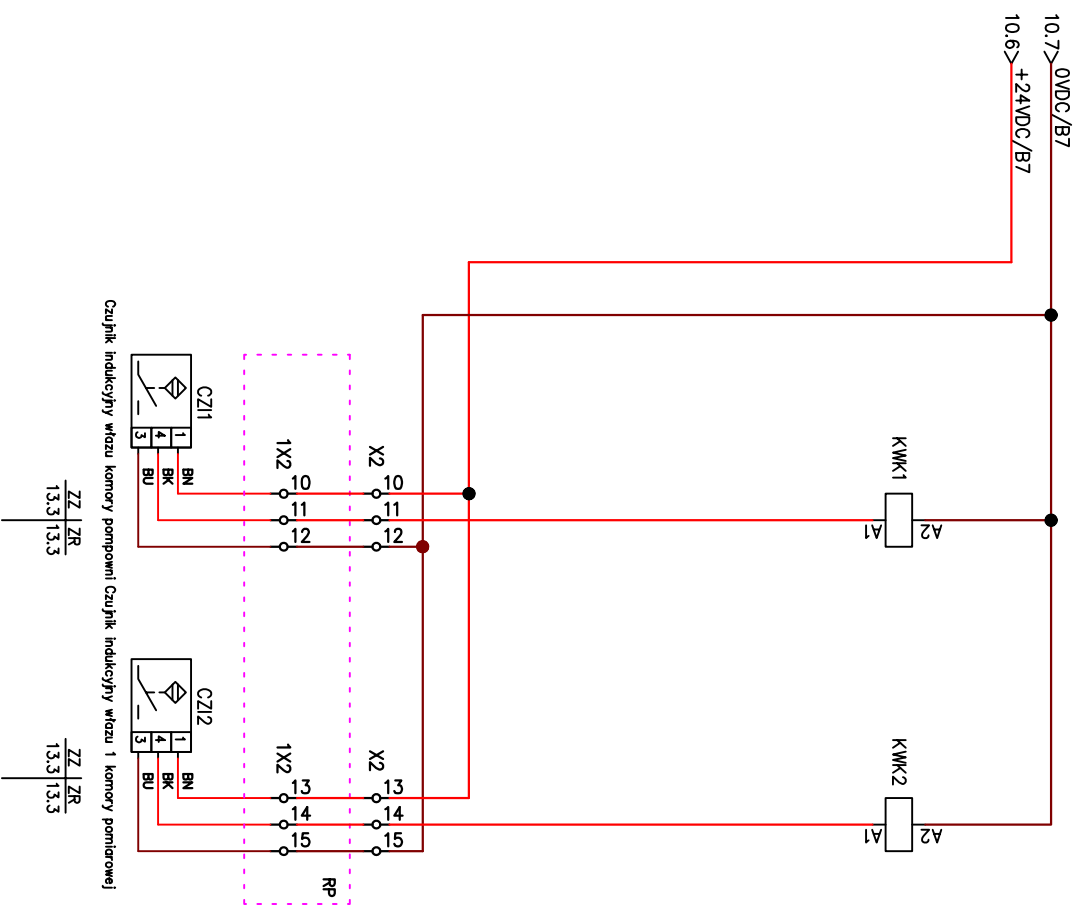 10.7 0VDC/B7
10.6 +24VDC/B7
KWK1
A1 A2
KWK2
A1 A2
X2
10
11
12
X2
13
14
15
1X2
10
11
12
1X2
13
14
15
RP
CZI1
1 4 3
BN
BK
BU
CZI2
1 4 3
BN
BK
BU
Czujnik indukcyjny włazu komory pompowni
Czujnik indukcyjny włazu 1 komory pomiarowej
ZZ ZR
13.3 13.3
ZZ ZR
13.3 13.3